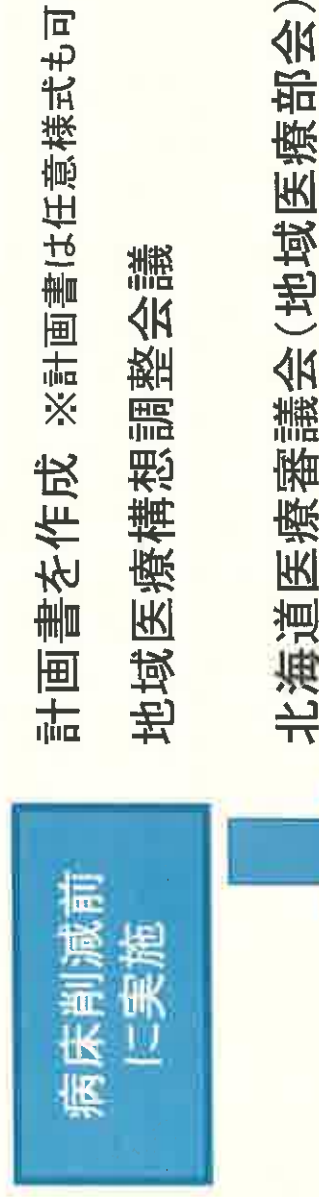 病床削減前
に実施
計画書を作成 ※計画書は任意様式も可
地域医療構想調整会議
北海道医療審議会(地域医療部会)